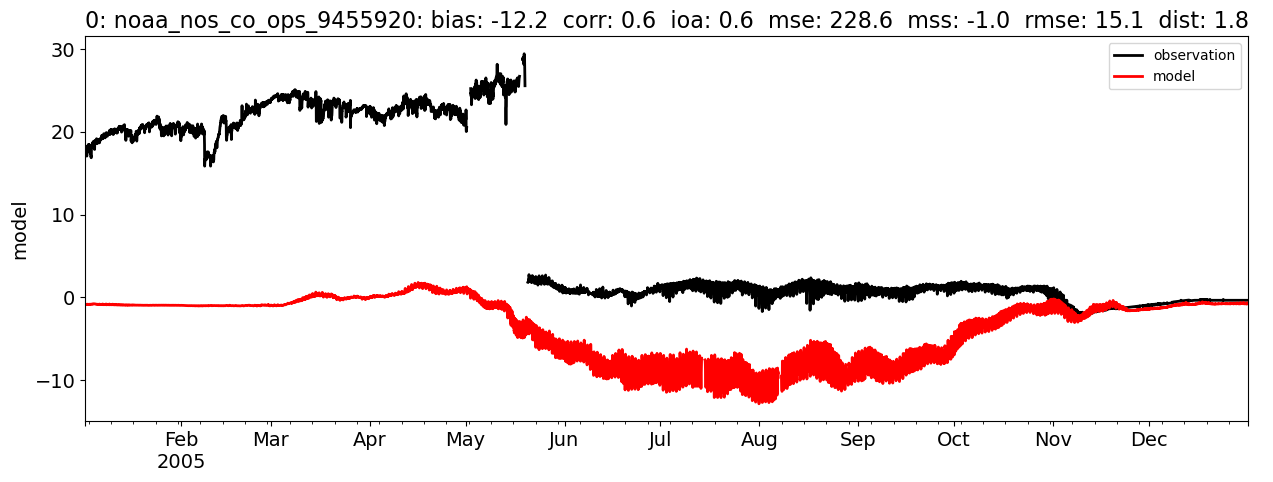 0: noaa_nos_co_ops_9455920: bias: -12.2  corr: 0.6  ioa: 0.6  mse: 228.6  mss: -1.0  rmse: 15.1  dist: 1.8
observation
model
model
30
20
10
0
−10
Feb Mar Apr May Jun Jul Aug Sep Oct Nov Dec
2005